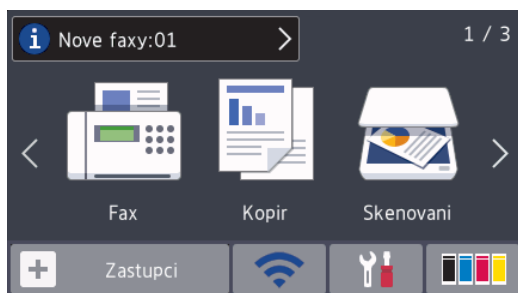 i Nove faxy:01
1 / 3
Fax
Kopir
Skenovani
Zastupci